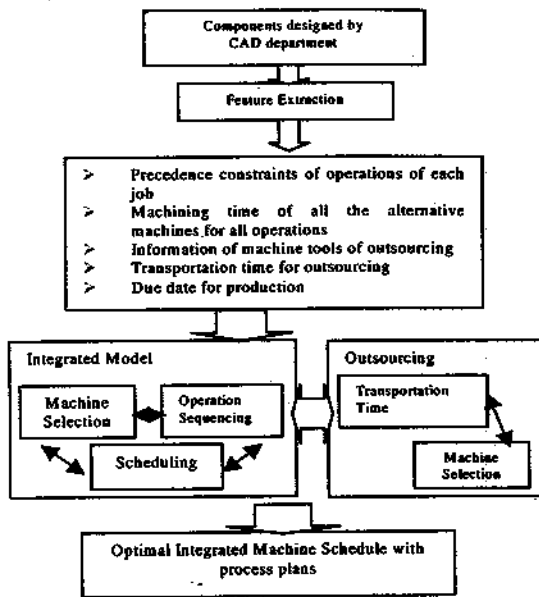 Components designed by
CAD department
Feature Extraction
➢ Precedence constraints of operations of each
job
➢ Machining time of all the alternative
machines for all operations
➢ Information of machine tools of outsourcing
➢ Transportation time for outsourcing
➢ Due date for production
Integrated Model
Machine
Selection
Operation
Sequencing
Scheduling
Outsourcing
Transportation
Time
Machine
Selection
Optimal Integrated Machine Schedule with
process plans